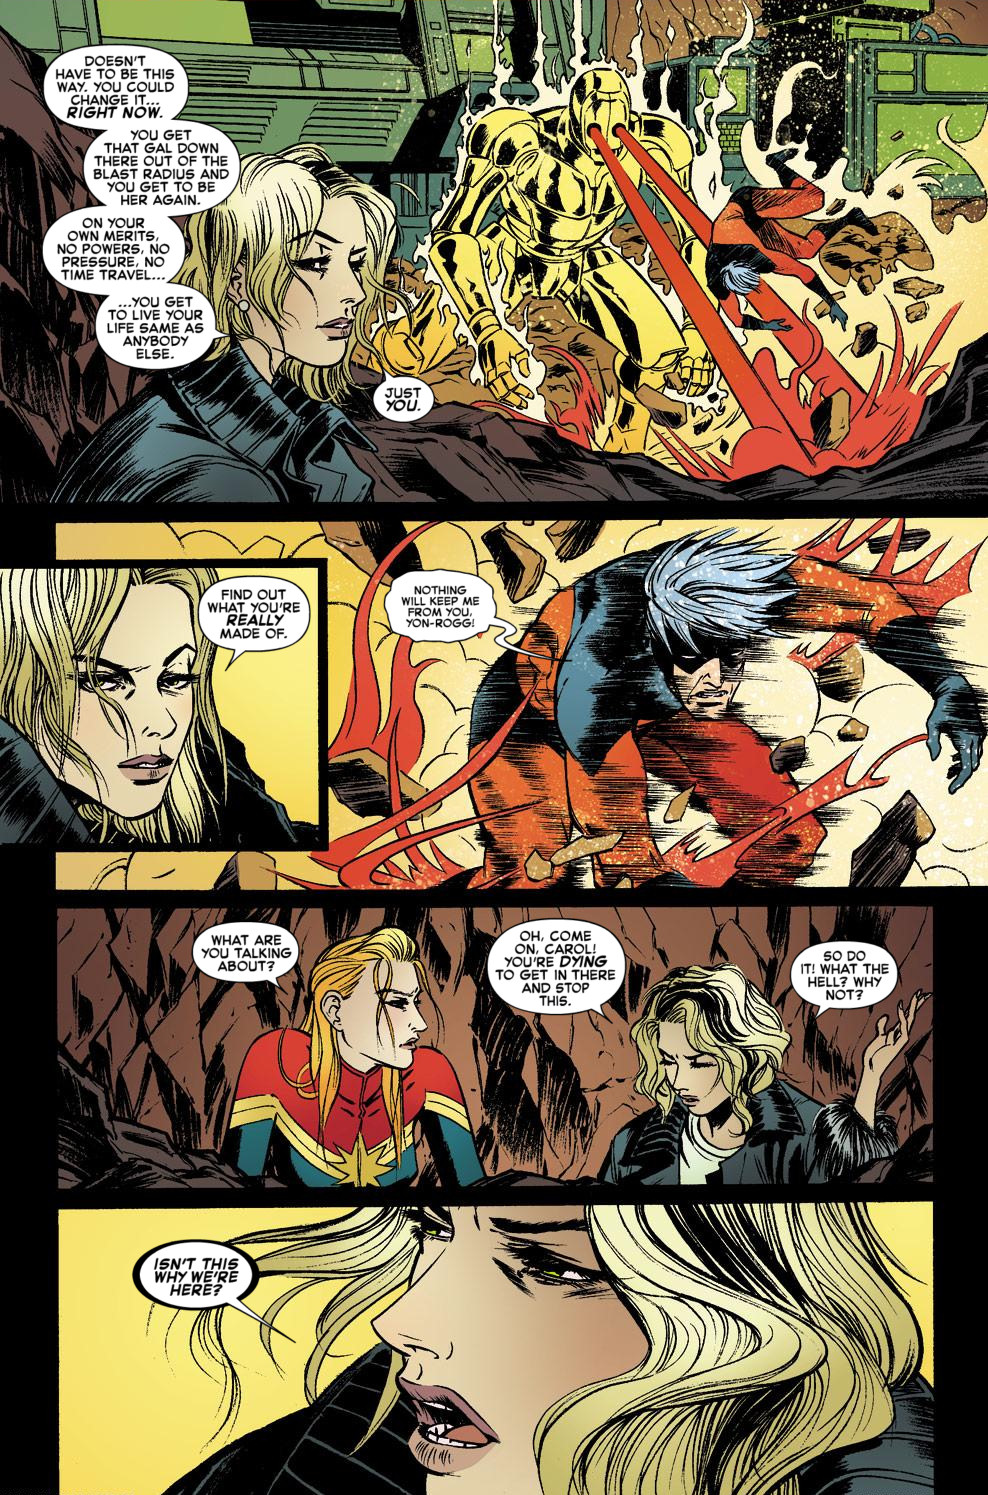 DOESN'T
HAVE TO BE THIS
WAY. YOU COULD
CHANGE IT...
RIGHT NOW.
YOU GET
THAT GAL DOWN
THERE OUT OF THE
BLAST RADIUS AND
YOU GET TO BE
HER AGAIN.
ON YOUR
OWN MERITS,
NO POWERS, NO
PRESSURE, NO
TIME TRAVEL...
...YOU GET
TO LIVE YOUR
LIFE SAME AS
ANYBODY
ELSE.
JUST
YOU.
FIND OUT
WHAT YOU'RE
REALLY
MADE OF.
NOTHING
WILL KEEP ME
FROM YOU,
YON-ROGG!
WHAT ARE
YOU TALKING
ABOUT?
OH, COME
ON, CAROL!
YOU'RE DYING
TO GET IN THERE
AND STOP
THIS.
SO DO
IT! WHAT THE
HELL? WHY
NOT?
ISN'T THIS
WHY WE'RE
HERE?